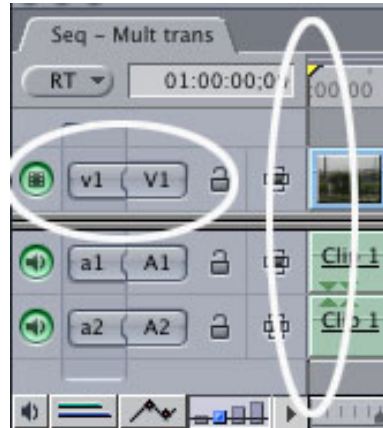 Seq – Mult trans
RT 01:00:00;0 :00 00
v1 V1
a1 A1 Clip 1
a2 A2 Clip 1